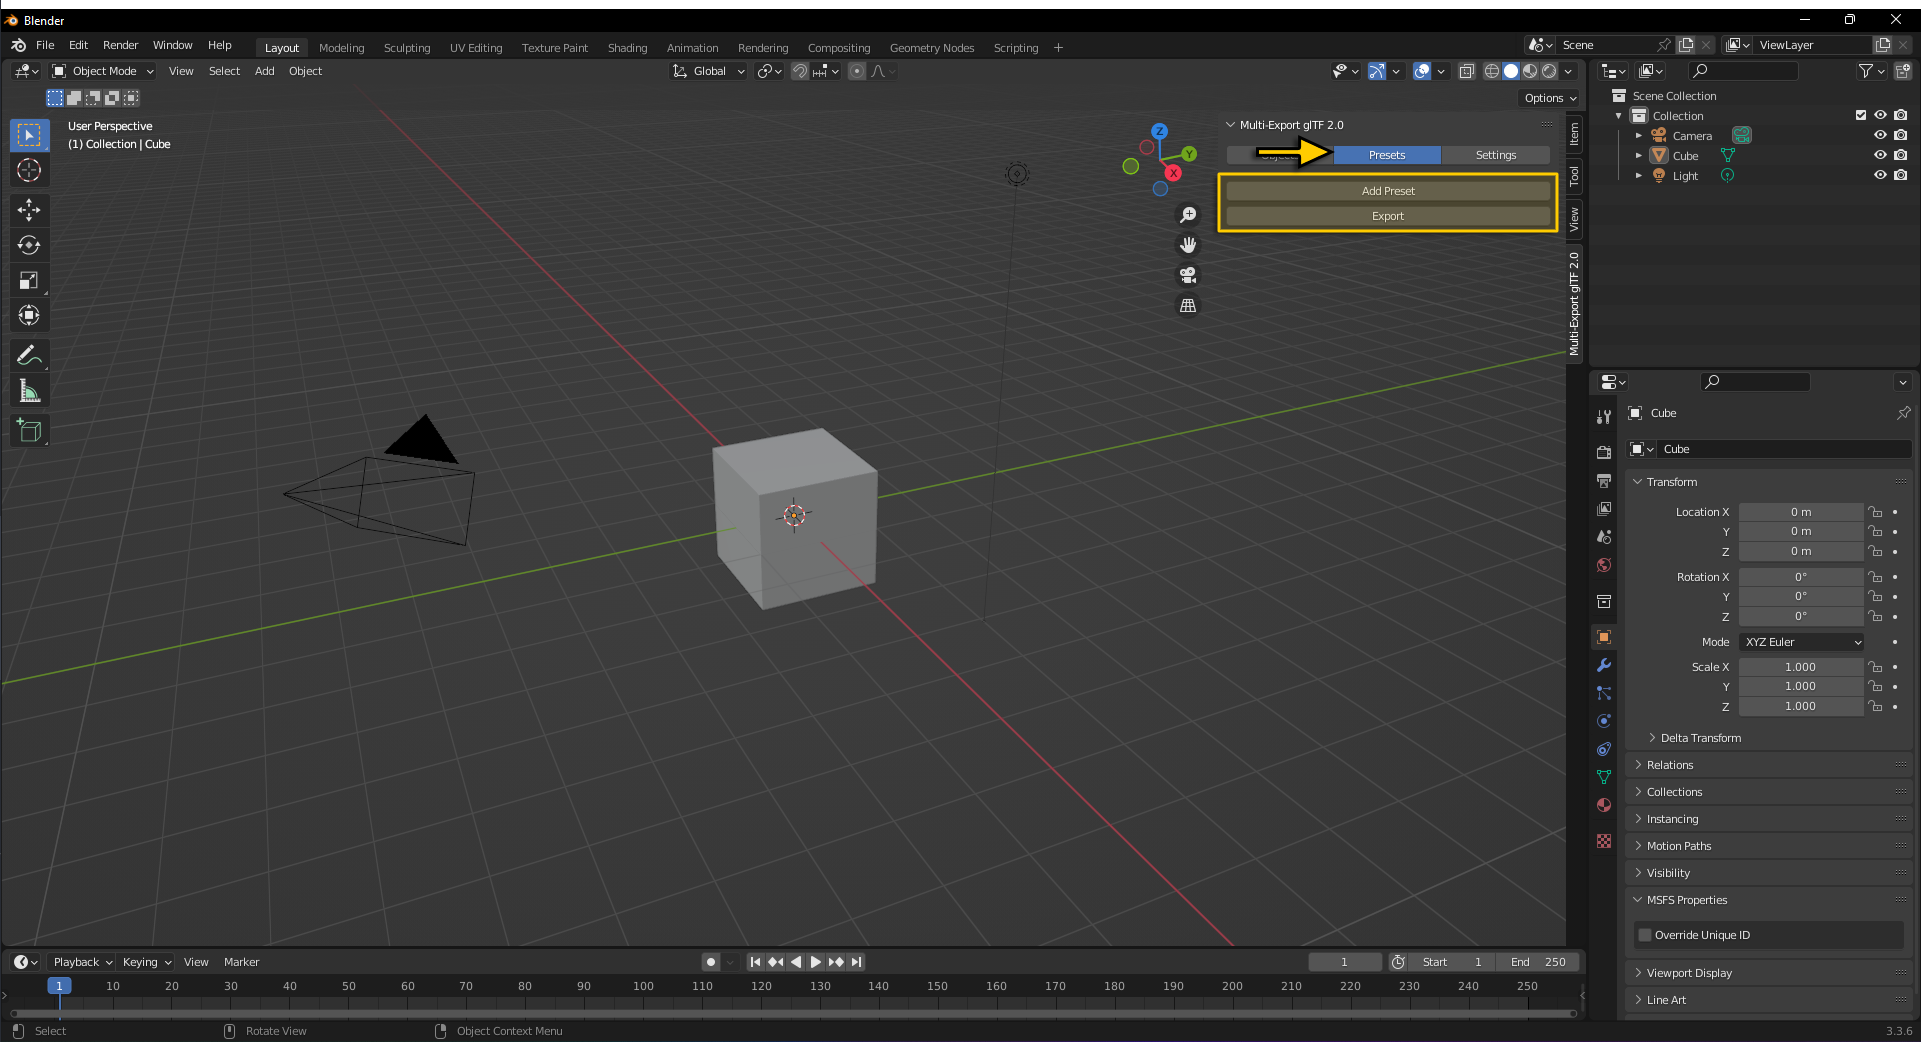 Blender
File Edit Render Window Help Layout Modeling Sculpting UV Editing Texture Paint Shading Animation Rendering Compositing Geometry Nodes Scripting + Scene ViewLayer
Object Mode View Select Add Object Global
Options
User Perspective
(1) Collection | Cube
Z
Y
X
Multi-Export glTF 2.0
Presets Settings
Add Preset
Export
Item
Tool
View
Multi-Export glTF 2.0
Scene Collection
Collection
Camera
Cube
Light
Cube
Cube
Transform
Location X 0 m
Y 0 m
Z 0 m
Rotation X 0°
Y 0°
Z 0°
Mode XYZ Euler
Scale X 1.000
Y 1.000
Z 1.000
Delta Transform
Relations
Collections
Instancing
Motion Paths
Visibility
MSFS Properties
Override Unique ID
Viewport Display
Line Art
Playback Keying View Marker 1 Start 1 End 250
1 10 20 30 40 50 60 70 80 90 100 110 120 130 140 150 160 170 180 190 200 210 220 230 240 250
Select Rotate View Object Context Menu 3.3.6